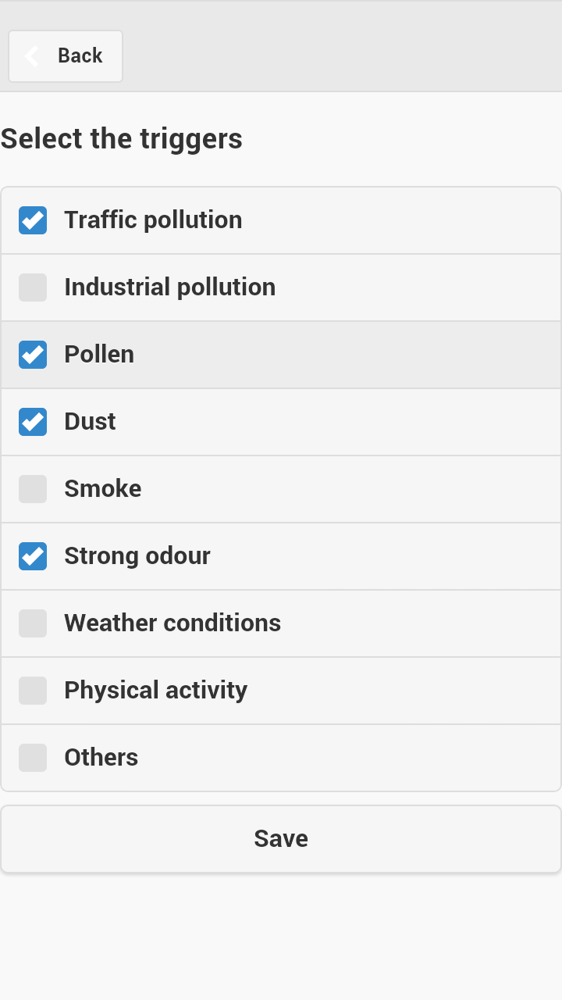 Back
Select the triggers
Traffic pollution
Industrial pollution
Pollen
Dust
Smoke
Strong odour
Weather conditions
Physical activity
Others
Save